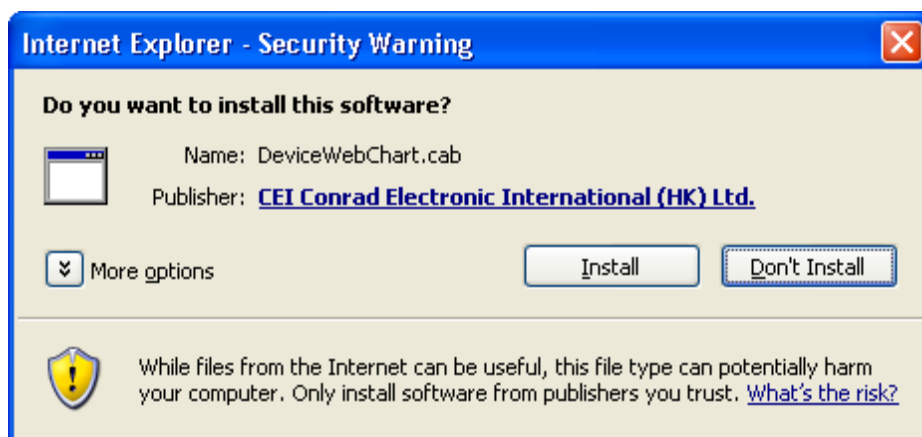 Internet Explorer - Security Warning
Do you want to install this software?
Name: DeviceWebChart.cab
Publisher: CEI Conrad Electronic International (HK) Ltd.
More options
Install
Don't Install
While files from the Internet can be useful, this file type can potentially harm
your computer. Only install software from publishers you trust. What's the risk?